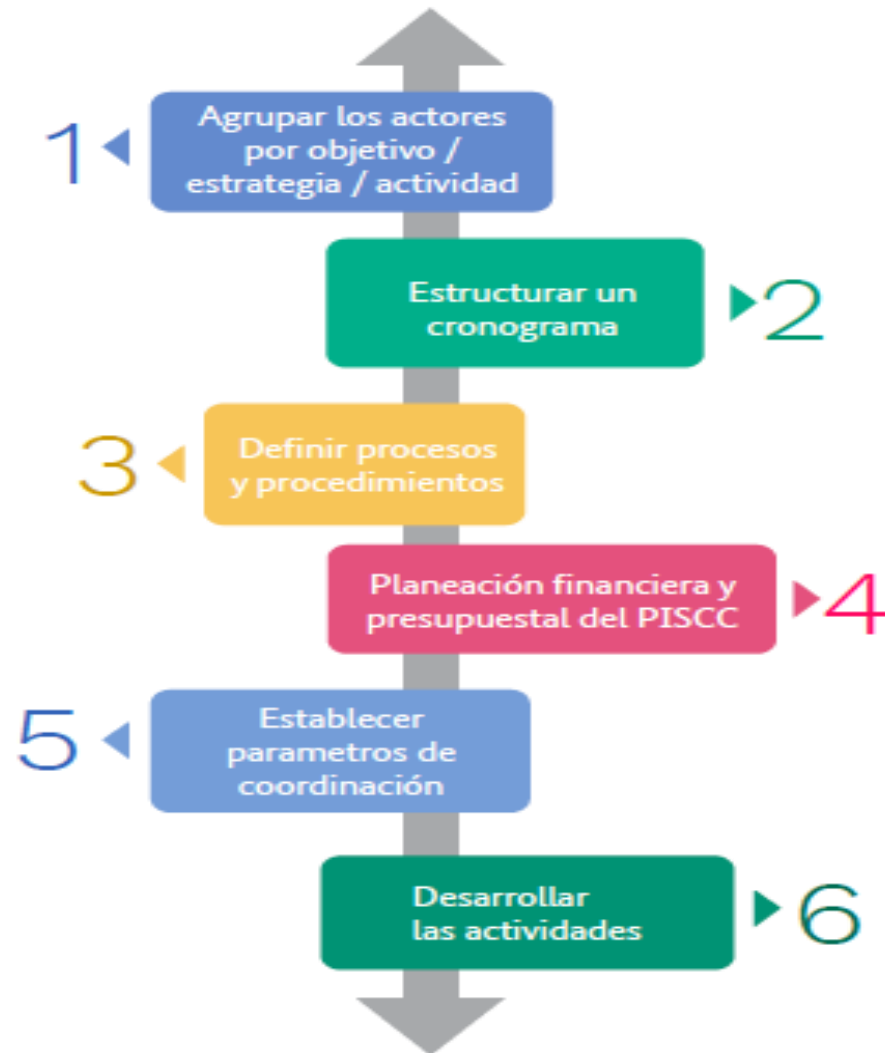 1
Agrupar los actores
por objetivo /
estrategia / actividad
Estructurar un
cronograma
2
3
Definir procesos
y procedimientos
Planeación financiera y
presupuestal del PISCC
4
5
Establecer
parametros de
coordinación
Desarrollar
las actividades
6